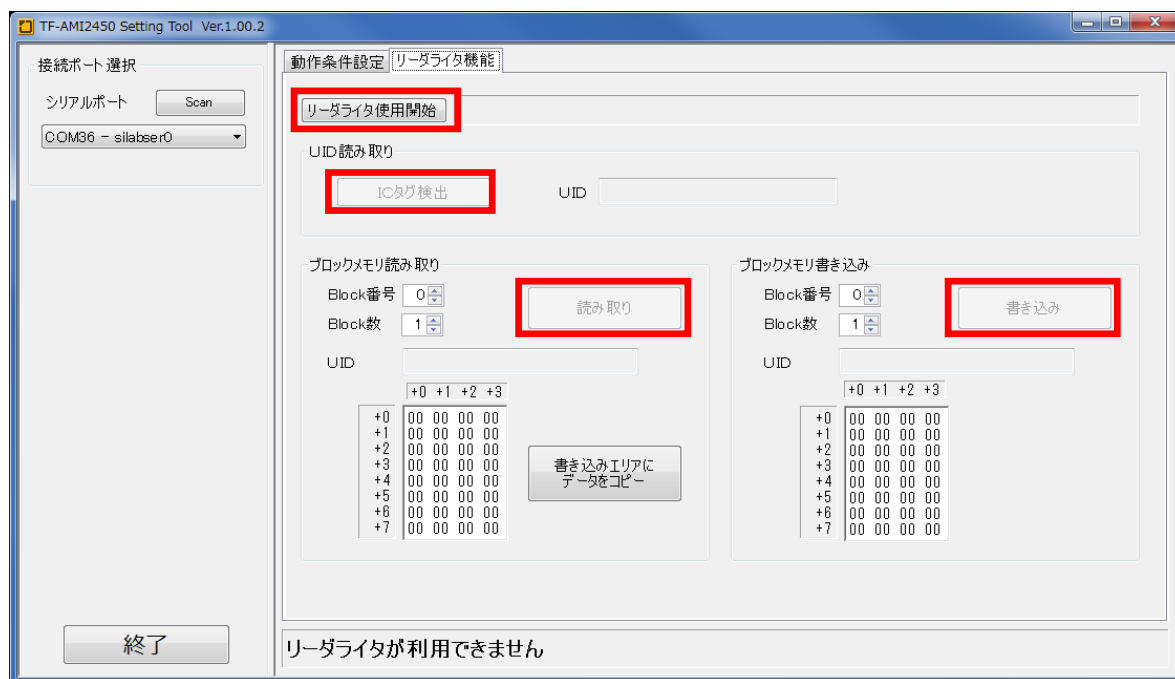 TF-AMI2450 Setting Tool Ver.1.00.2
接続ポート選択
シリアルポート
Scan
COM36 - silabser0
終了
動作条件設定
リーダライタ機能
リーダライタ使用開始
UID読み取り
ICタグ検出
UID
ブロックメモリ読み取り
Block番号 0
Block数 1
読み取り
UID
+0 +1 +2 +3
+0 00 00 00 00
+1 00 00 00 00
+2 00 00 00 00
+3 00 00 00 00
+4 00 00 00 00
+5 00 00 00 00
+6 00 00 00 00
+7 00 00 00 00
書き込みエリアに
データをコピー
ブロックメモリ書き込み
Block番号 0
Block数 1
書き込み
UID
+0 +1 +2 +3
+0 00 00 00 00
+1 00 00 00 00
+2 00 00 00 00
+3 00 00 00 00
+4 00 00 00 00
+5 00 00 00 00
+6 00 00 00 00
+7 00 00 00 00
リーダライタが利用できません